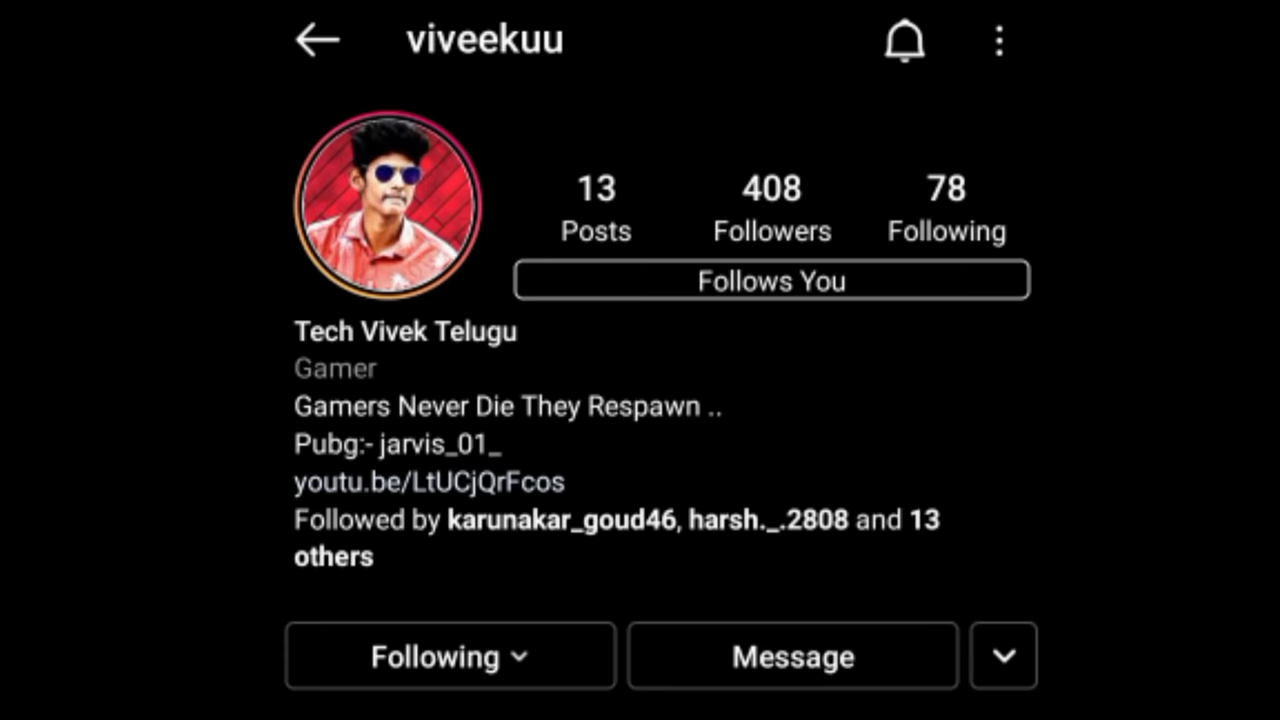 viveekuu
13 408 78
Posts Followers Following
Follows You
Tech Vivek Telugu
Gamer
Gamers Never Die They Respawn ..
Pubg:- jarvis_01_
youtu.be/LtUCjQrFcos
Followed by karunakar_goud46, harsh._.2808 and 13
others
Following Message